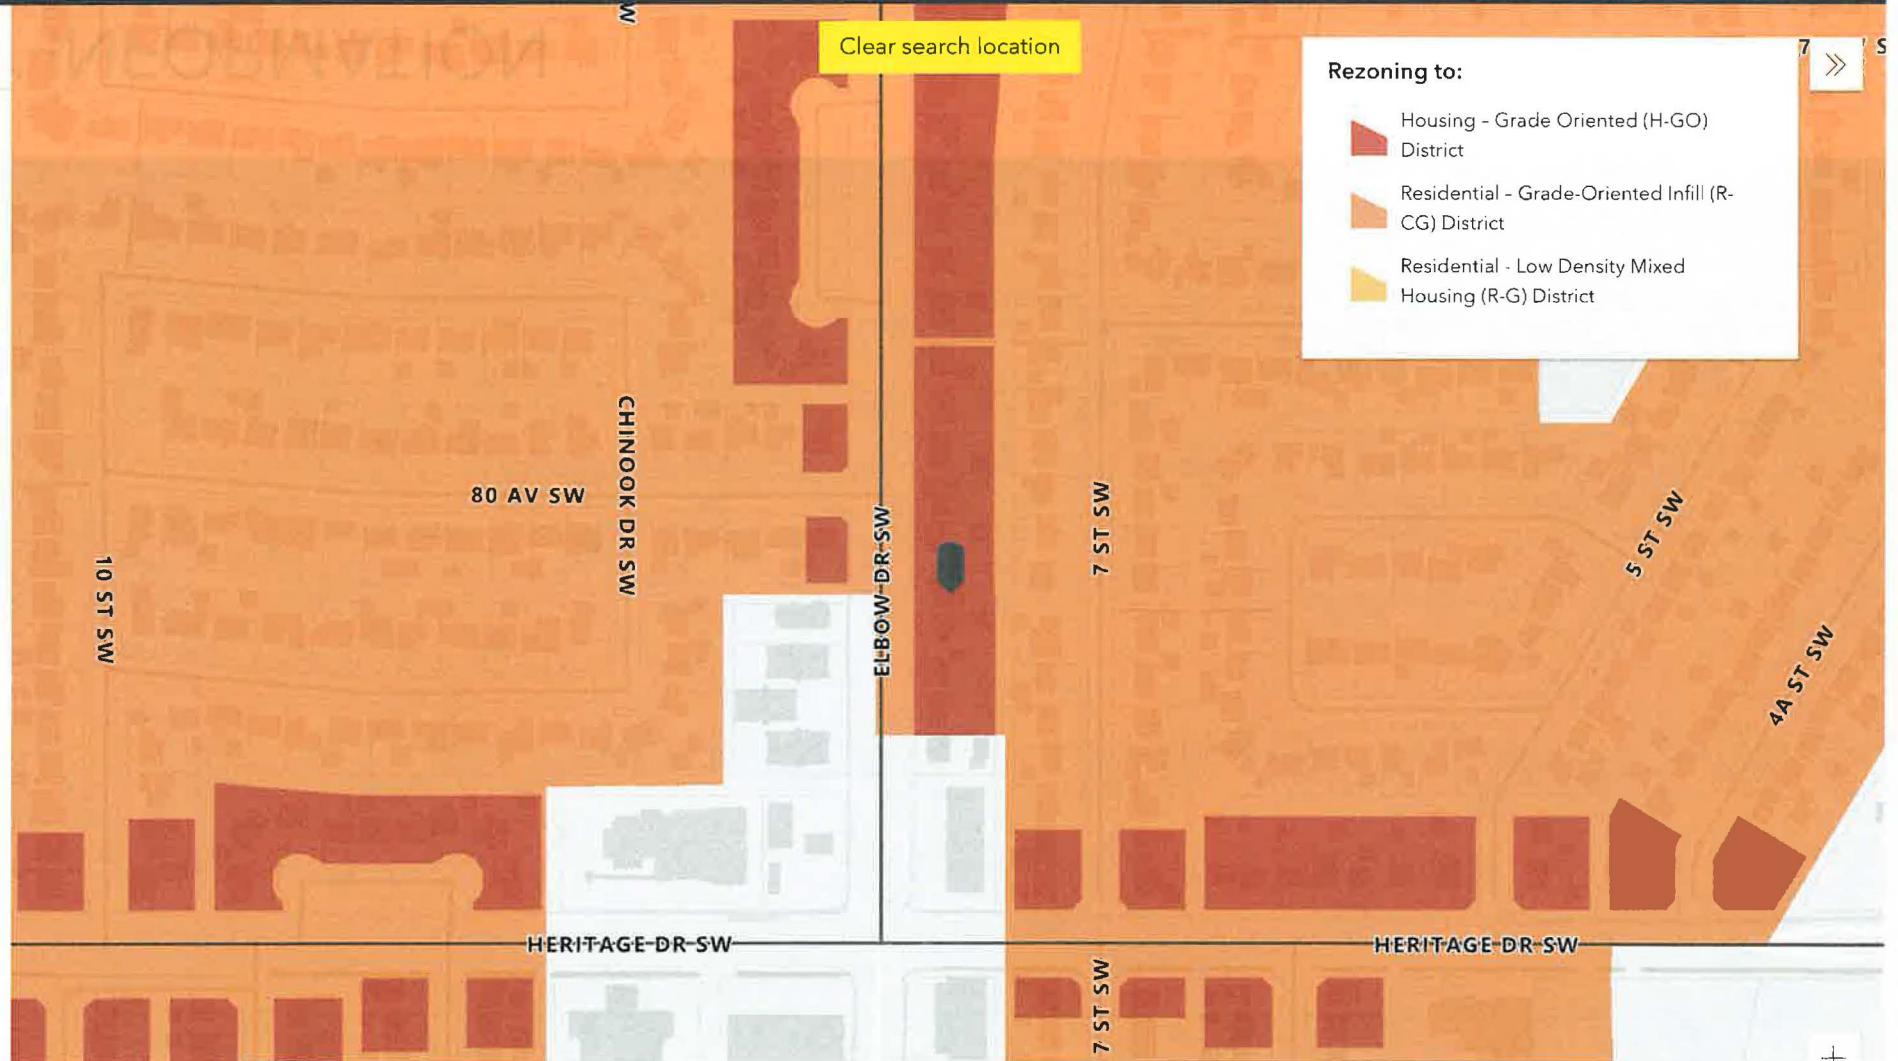 W
Clear search location
7
S
Rezoning to:
Housing – Grade Oriented (H-GO)
District
Residential – Grade-Oriented Infill (R-
CG) District
Residential - Low Density Mixed
Housing (R-G) District
INFORMATION
CHINOOK DR SW
80 AV SW
10 ST SW
ELBOW DR SW
7 ST SW
5 ST SW
4A ST SW
HERITAGE DR SW
HERITAGE DR SW
7 ST SW